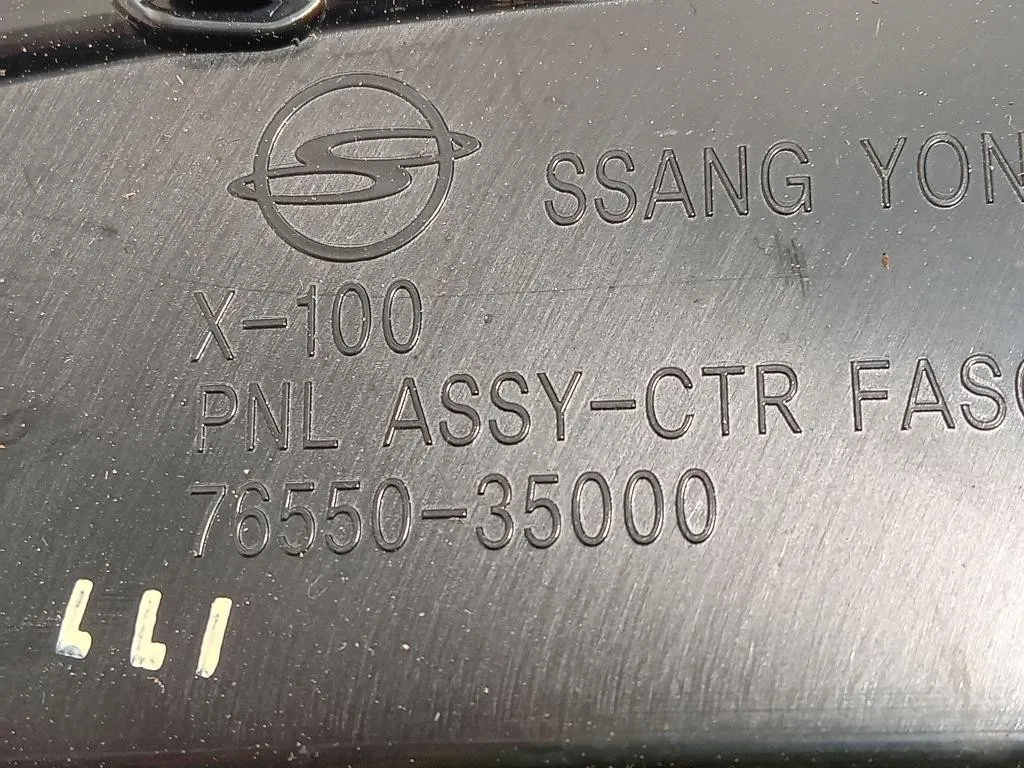 SSANG YON
X-100
PNL ASSY-CTR FASC
76550-35000